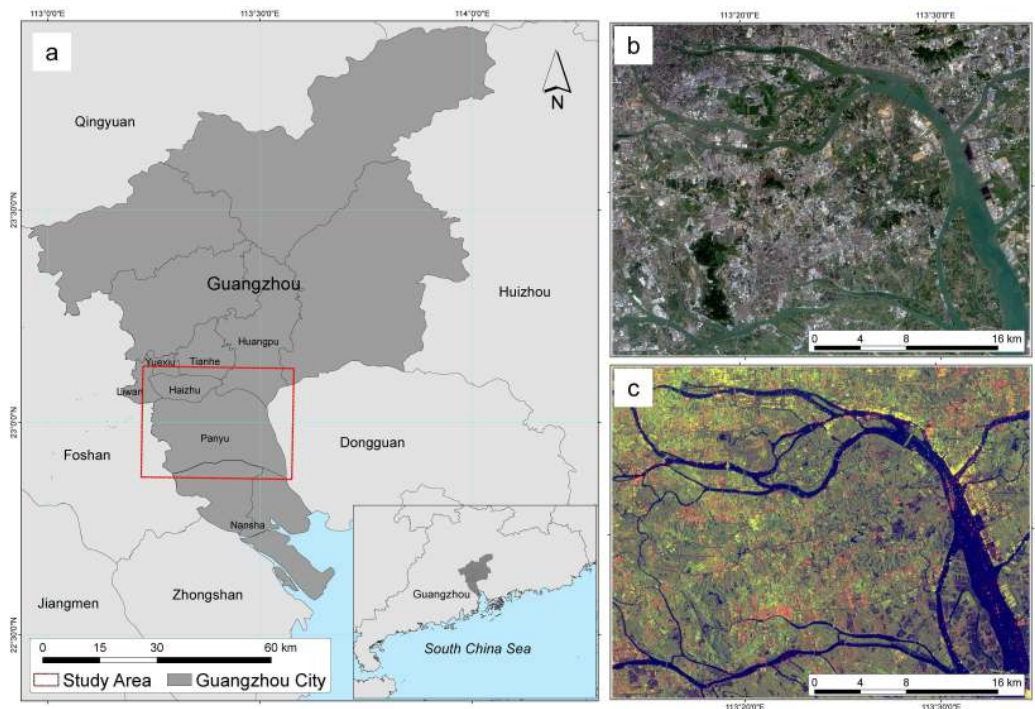 113°0'0"E
113°30'0"E
114°0'0"E
a
N
Qingyuan
23°30'0"N
Guangzhou
Huizhou
Huangpu
Yuexiu
Tianhe
Liwan
Haizhu
23°0'0"N
Panyu
Foshan
Dongguan
Nansha
Jiangmen
Zhongshan
22°30'0"N
Guangzhou
South China Sea
0 15 30 60 km
Study Area
Guangzhou City
113°20'0"E
113°30'0"E
b
0 4 8 16 km
c
0 4 8 16 km
113°20'0"E
113°30'0"E